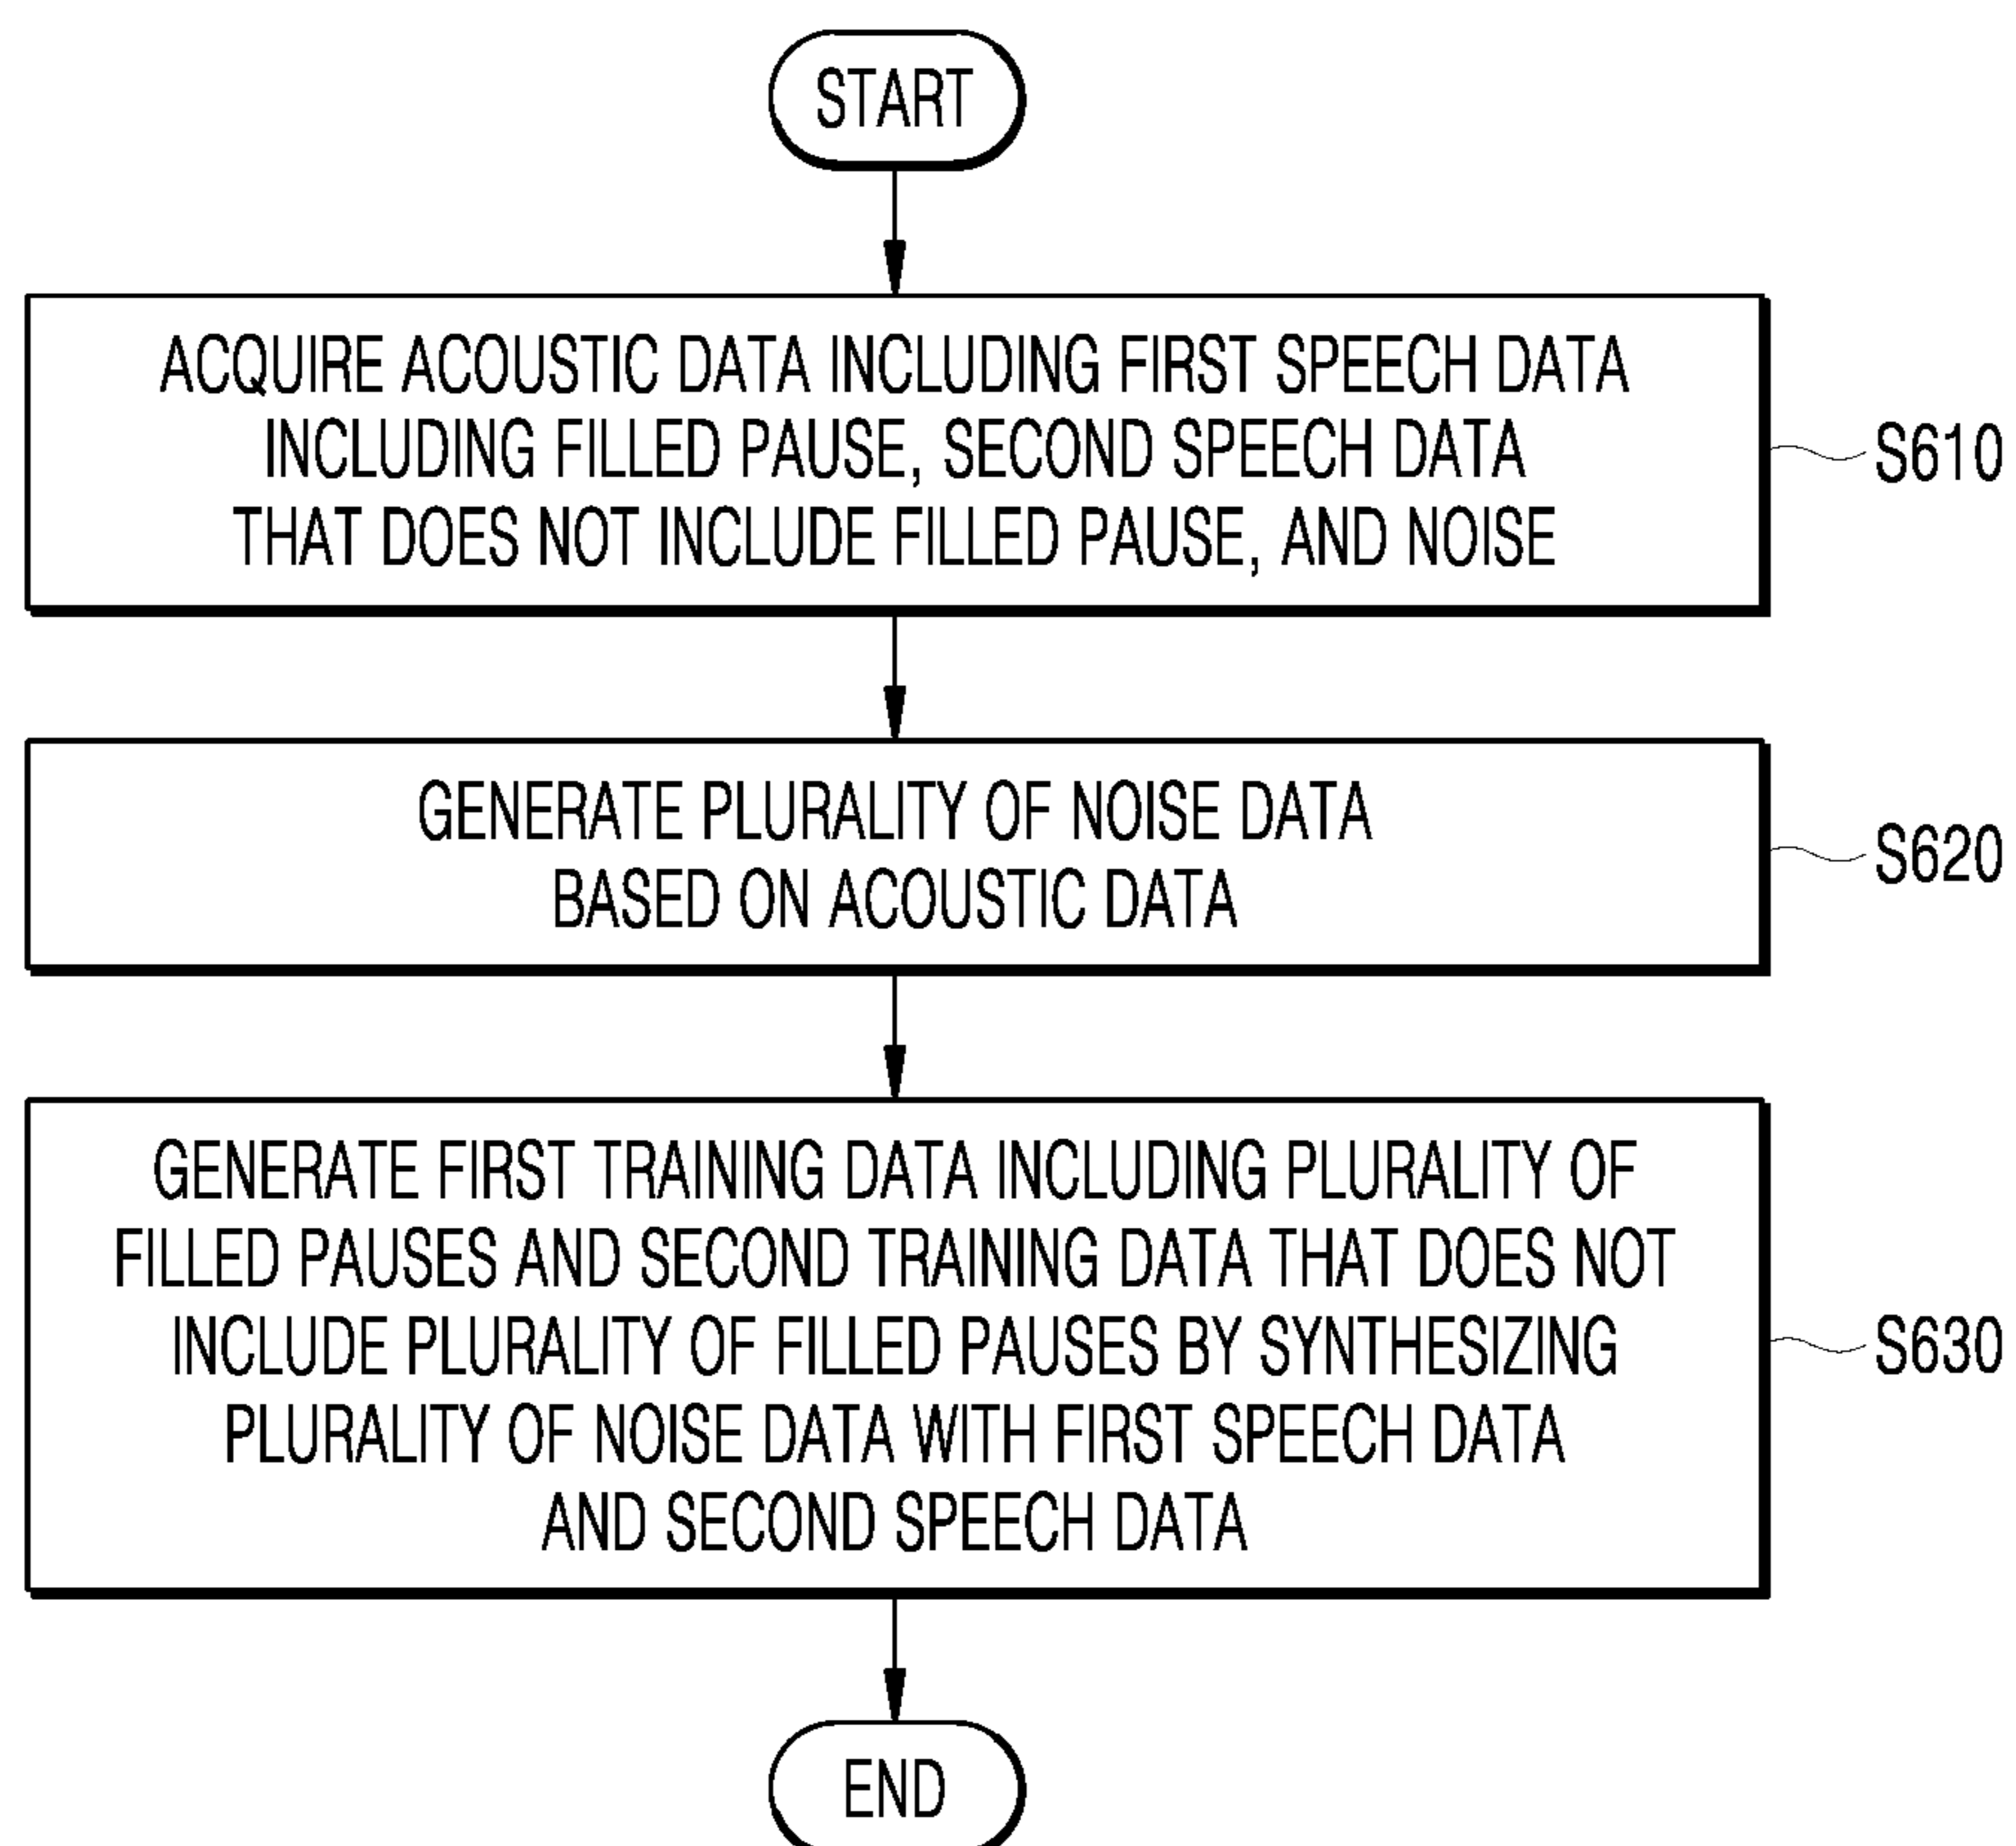 START
ACQUIRE ACOUSTIC DATA INCLUDING FIRST SPEECH DATA
INCLUDING FILLED PAUSE, SECOND SPEECH DATA
THAT DOES NOT INCLUDE FILLED PAUSE, AND NOISE
S610
GENERATE PLURALITY OF NOISE DATA
BASED ON ACOUSTIC DATA
S620
GENERATE FIRST TRAINING DATA INCLUDING PLURALITY OF
FILLED PAUSES AND SECOND TRAINING DATA THAT DOES NOT
INCLUDE PLURALITY OF FILLED PAUSES BY SYNTHESIZING
PLURALITY OF NOISE DATA WITH FIRST SPEECH DATA
AND SECOND SPEECH DATA
S630
END